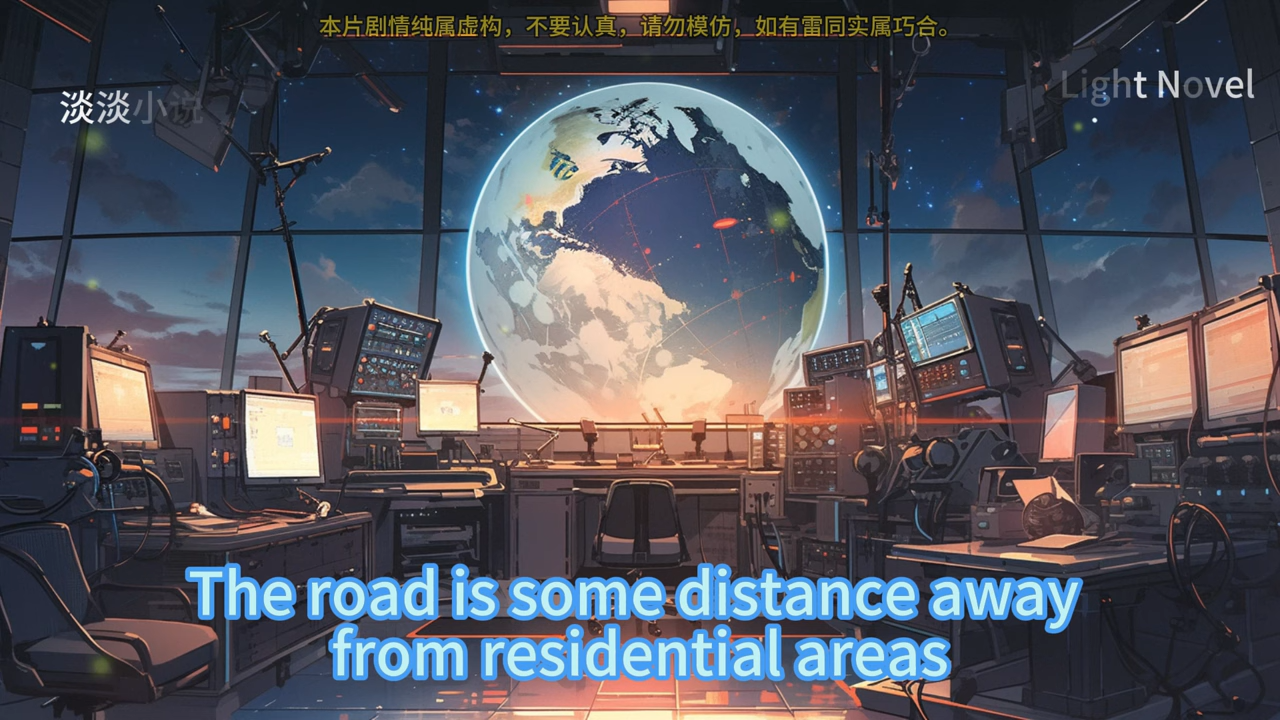 本片剧情纯属虚构，不要认真，请勿模仿，如有雷同实属巧合。
淡淡小说
Light Novel
The road is some distance away
from residential areas